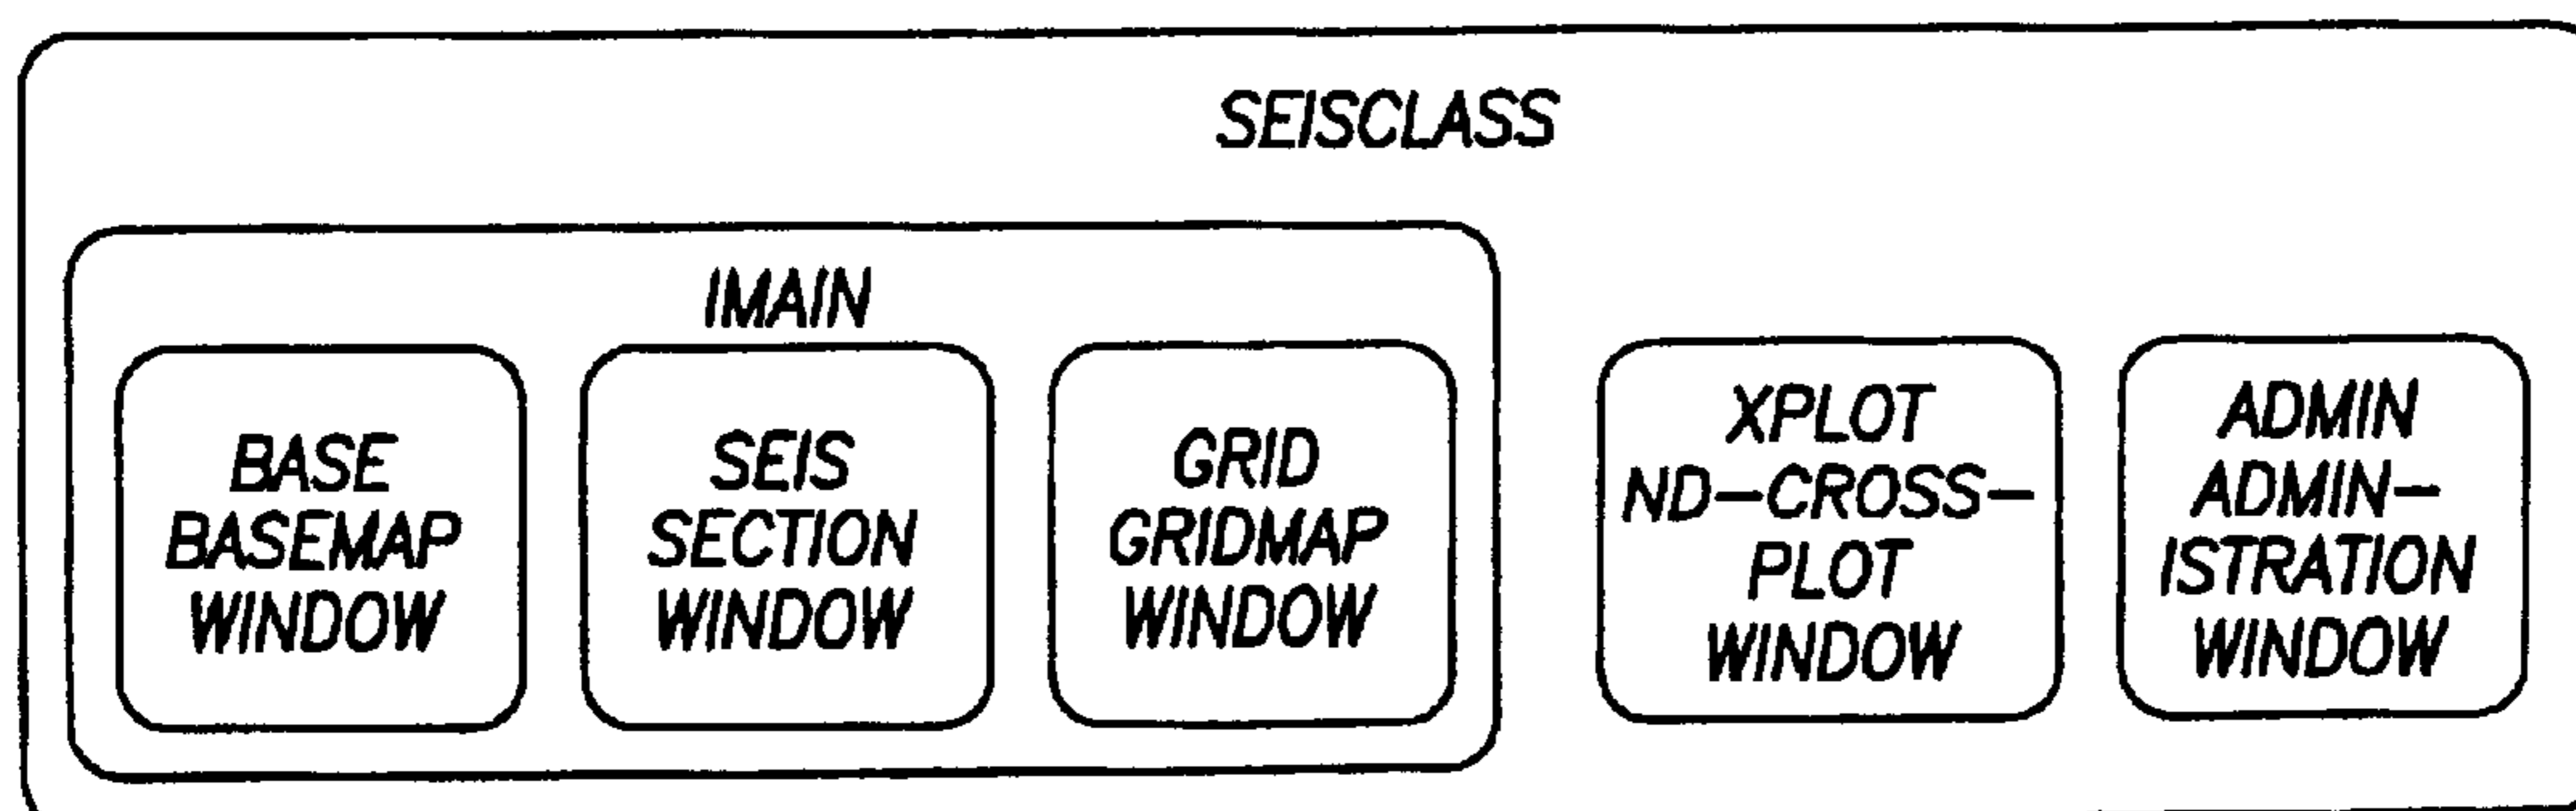 SEISCLASS
IMAIN
BASE
BASEMAP
WINDOW
SEIS
SECTION
WINDOW
GRID
GRIDMAP
WINDOW
XPLOT
ND-CROSS-
PLOT
WINDOW
ADMIN
ADMIN-
ISTRATION
WINDOW